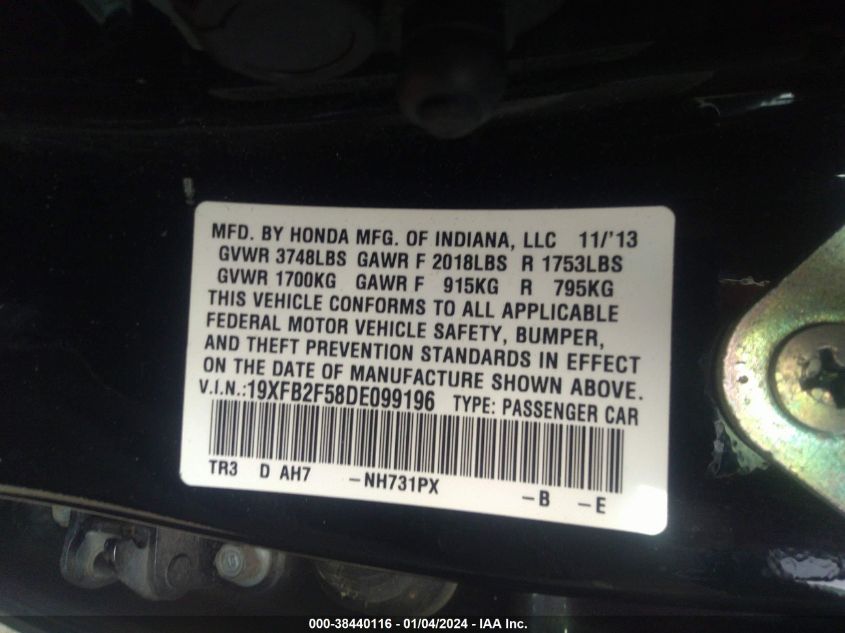 MFD. BY HONDA MFG. OF INDIANA, LLC 11/'13
GVWR 3748LBS GAWR F 2018LBS R 1753LBS
GVWR 1700KG GAWR F 915KG R 795KG
THIS VEHICLE CONFORMS TO ALL APPLICABLE
FEDERAL MOTOR VEHICLE SAFETY, BUMPER,
AND THEFT PREVENTION STANDARDS IN EFFECT
ON THE DATE OF MANUFACTURE SHOWN ABOVE.
V.I.N.:19XFB2F58DE099196 TYPE: PASSENGER CAR
TR3 D AH7 -NH731PX -B -E
000-38440116 - 01/04/2024 - IAA Inc.